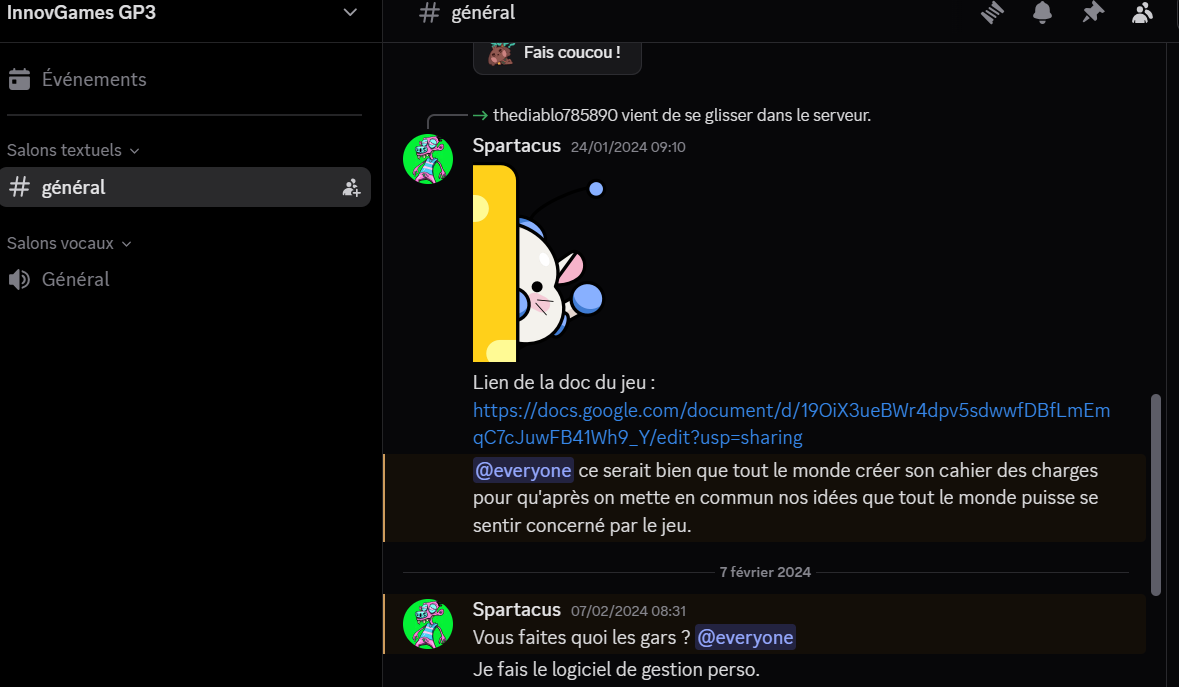 InnovGames GP3
Événements
Salons textuels
général
Salons vocaux
Général
général
Fais coucou !
thediablo785890 vient de se glisser dans le serveur.
Spartacus 24/01/2024 09:10
Lien de la doc du jeu :
https://docs.google.com/document/d/19OiX3ueBWr4dpv5sdwwfDBfLmEm
qC7cJuwFB41Wh9_Y/edit?usp=sharing
@everyone ce serait bien que tout le monde créer son cahier des charges
pour qu'après on mette en commun nos idées que tout le monde puisse se
sentir concerné par le jeu.
7 février 2024
Spartacus 07/02/2024 08:31
Vous faites quoi les gars ? @everyone
Je fais le logiciel de gestion perso.